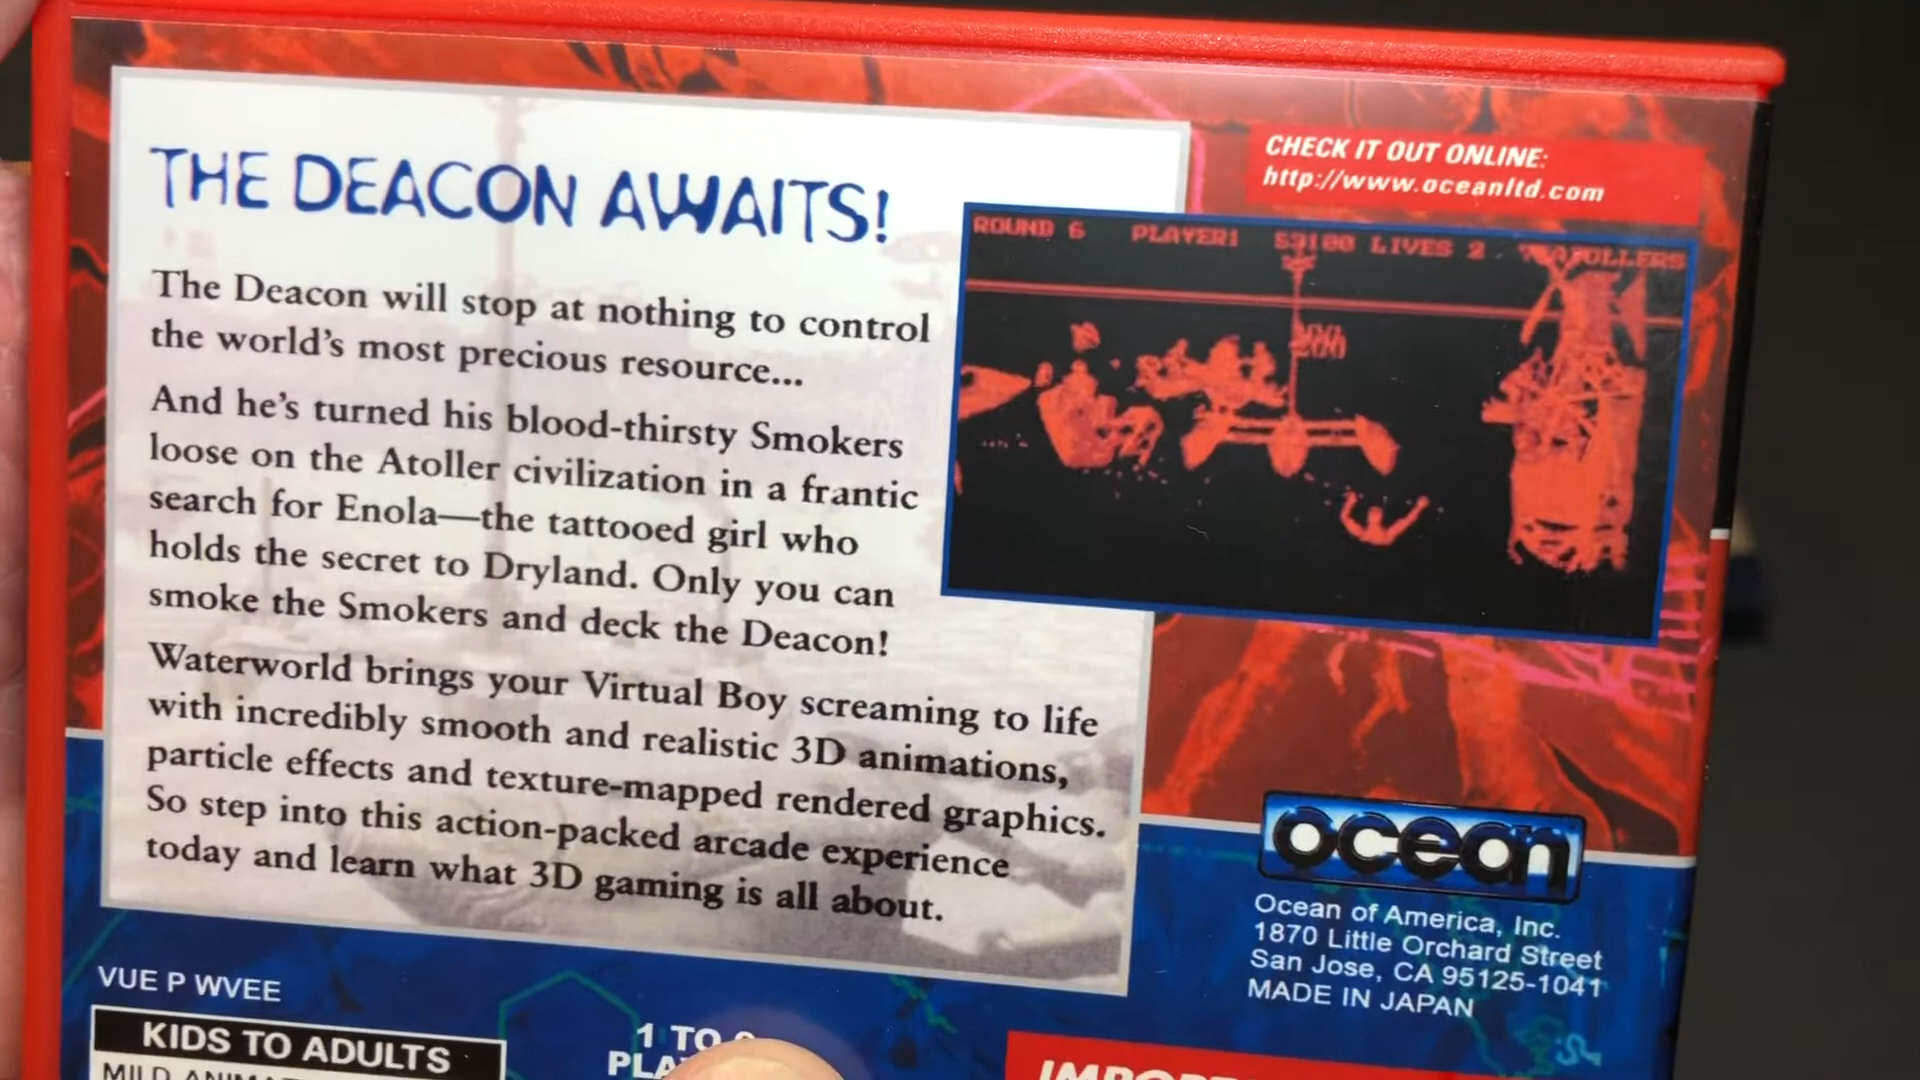 THE DEACON AWAITS!
The Deacon will stop at nothing to control
the world's most precious resource...
And he's turned his blood-thirsty Smokers
loose on the Atoller civilization in a frantic
search for Enola—the tattooed girl who
holds the secret to Dryland. Only you can
smoke the Smokers and deck the Deacon!
Waterworld brings your Virtual Boy screaming to life
with incredibly smooth and realistic 3D animations,
particle effects and texture-mapped rendered graphics.
So step into this action-packed arcade experience
today and learn what 3D gaming is all about.
CHECK IT OUT ONLINE:
http://www.oceanltd.com
ROUND 6 PLAYER1 53100 LIVES 2
200
ocean
Ocean of America, Inc.
1870 Little Orchard Street
San Jose, CA 95125-1041
MADE IN JAPAN
VUE P WVEE
KIDS TO ADULTS
MILD
1 TO